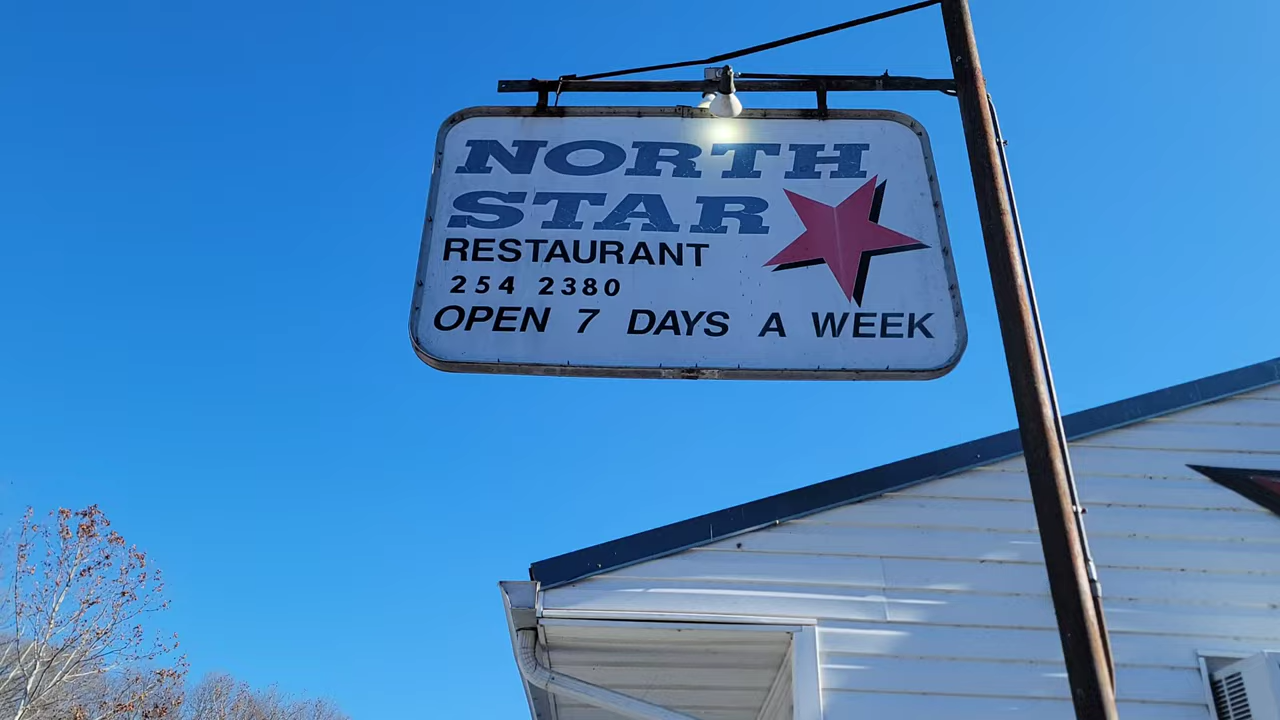 NORTH
STAR
RESTAURANT
254 2380
OPEN 7 DAYS A WEEK